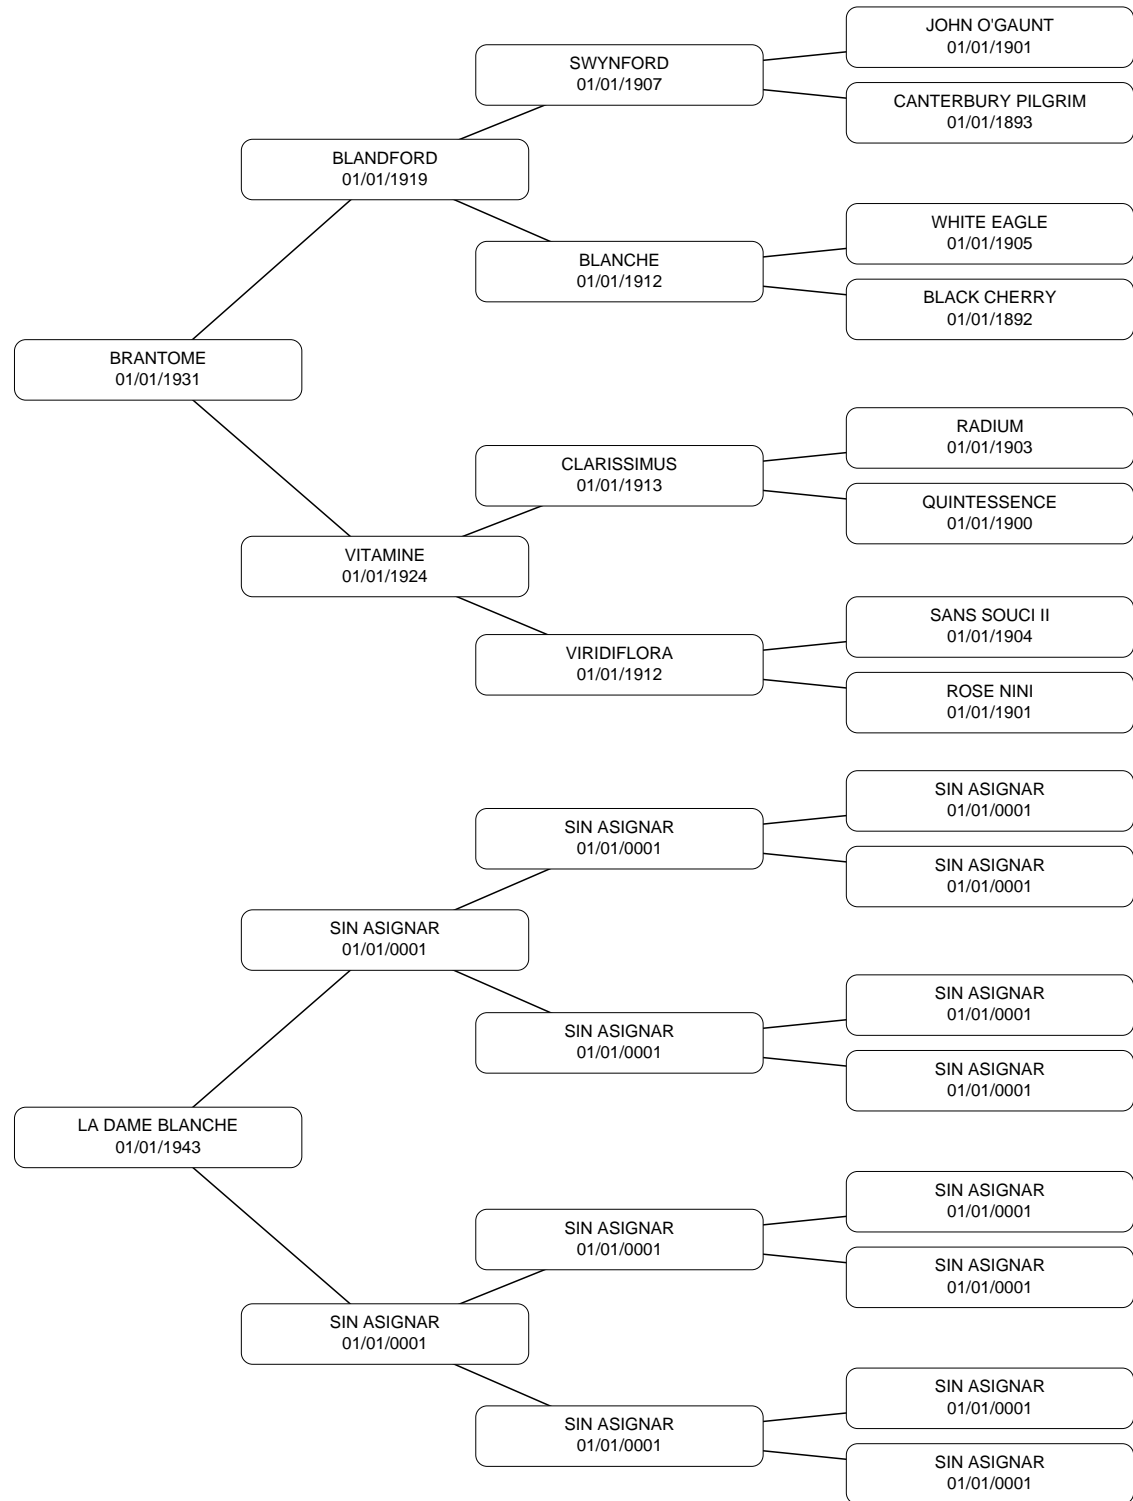 JOHN O'GAUNT
01/01/1901
SWYNFORD
01/01/1907
CANTERBURY PILGRIM
01/01/1893
BLANDFORD
01/01/1919
WHITE EAGLE
01/01/1905
BLANCHE
01/01/1912
BLACK CHERRY
01/01/1892
BRANTOME
01/01/1931
RADIUM
01/01/1903
CLARISSIMUS
01/01/1913
QUINTESSENCE
01/01/1900
VITAMINE
01/01/1924
SANS SOUCI II
01/01/1904
VIRIDIFLORA
01/01/1912
ROSE NINI
01/01/1901
SIN ASIGNAR
01/01/0001
SIN ASIGNAR
01/01/0001
SIN ASIGNAR
01/01/0001
SIN ASIGNAR
01/01/0001
SIN ASIGNAR
01/01/0001
SIN ASIGNAR
01/01/0001
SIN ASIGNAR
01/01/0001
LA DAME BLANCHE
01/01/1943
SIN ASIGNAR
01/01/0001
SIN ASIGNAR
01/01/0001
SIN ASIGNAR
01/01/0001
SIN ASIGNAR
01/01/0001
SIN ASIGNAR
01/01/0001
SIN ASIGNAR
01/01/0001
SIN ASIGNAR
01/01/0001